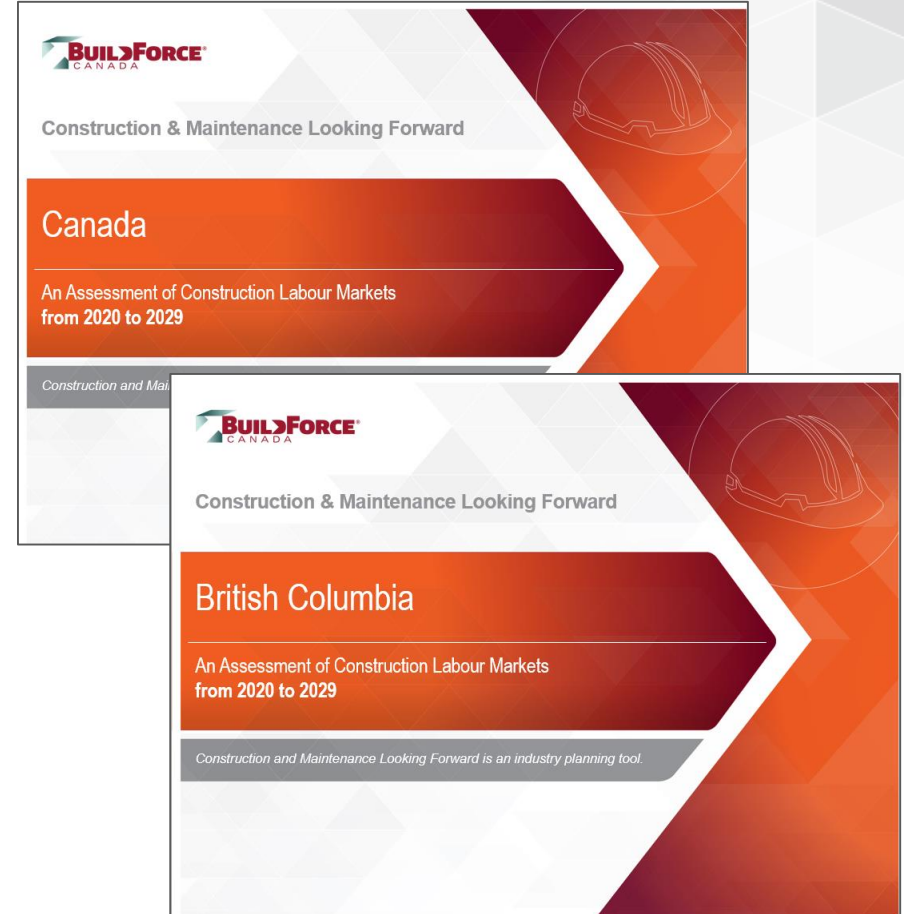 BUILDFORCE
CANADA
Construction & Maintenance Looking Forward
Canada
An Assessment of Construction Labour Markets
from 2020 to 2029
Construction and Mai
BUILDFORCE
CANADA
Construction & Maintenance Looking Forward
British Columbia
An Assessment of Construction Labour Markets
from 2020 to 2029
Construction and Maintenance Looking Forward is an industry planning tool.